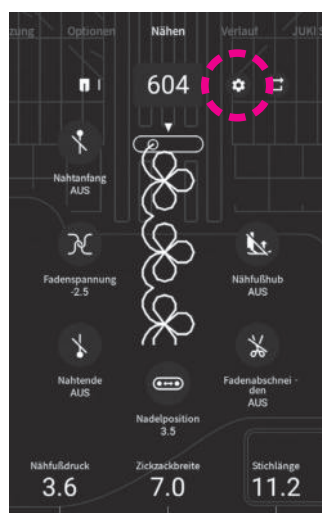 zung Optionen Nähen Verlauf JUKI S
I 604
Nahtanfang
AUS
Fadenspannung
-2.5
Nähfußhub
AUS
Nahtende
AUS
Fadenabschnei -
den
AUS
Nadelposition
3.5
Nähfußdruck Zickzackbreite Stichlänge
3.6 7.0 11.2